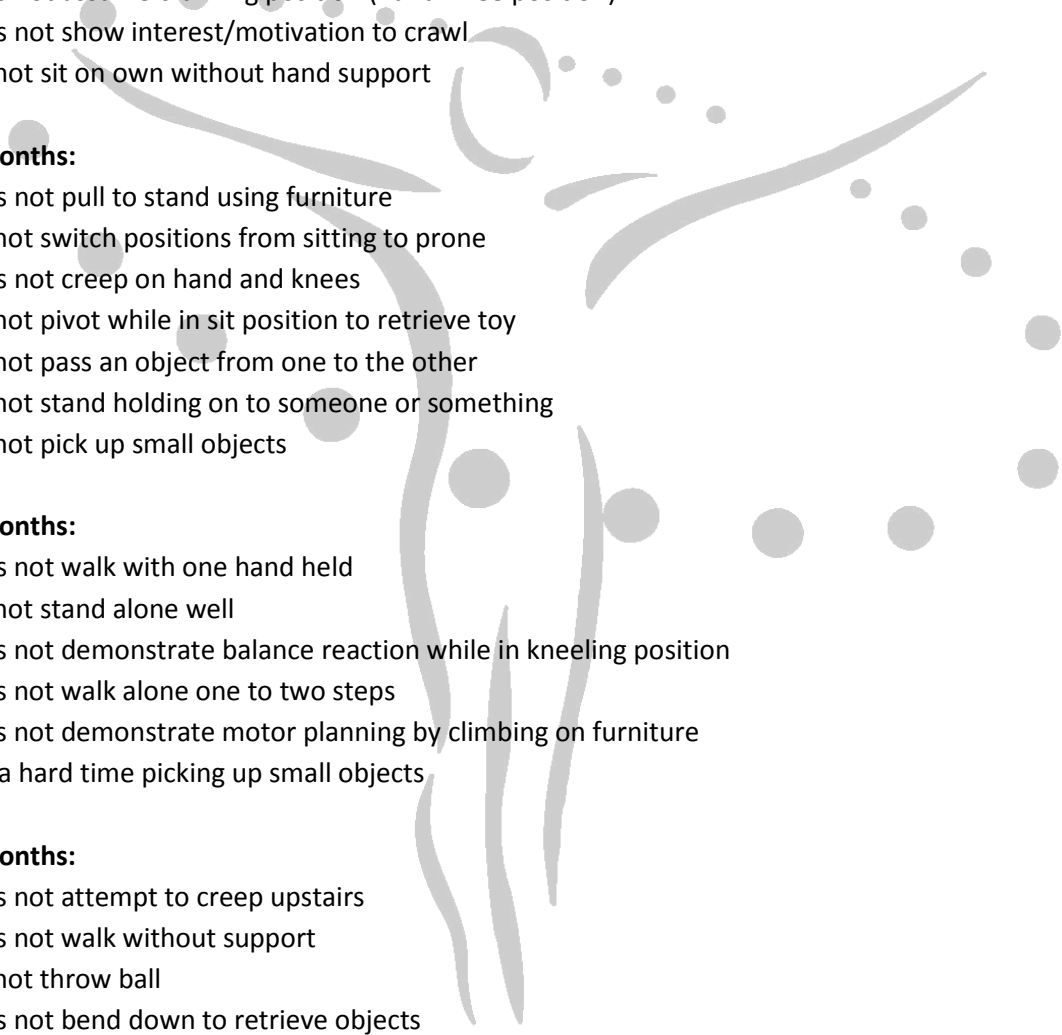 s not show interest/motivation to crawl
not sit on own without hand support
onths:
s not pull to stand using furniture
not switch positions from sitting to prone
s not creep on hand and knees
not pivot while in sit position to retrieve toy
not pass an object from one to the other
not stand holding on to someone or something
not pick up small objects
onths:
s not walk with one hand held
not stand alone well
s not demonstrate balance reaction while in kneeling position
s not walk alone one to two steps
s not demonstrate motor planning by climbing on furniture
a hard time picking up small objects
onths:
s not attempt to creep upstairs
s not walk without support
not throw ball
s not bend down to retrieve objects